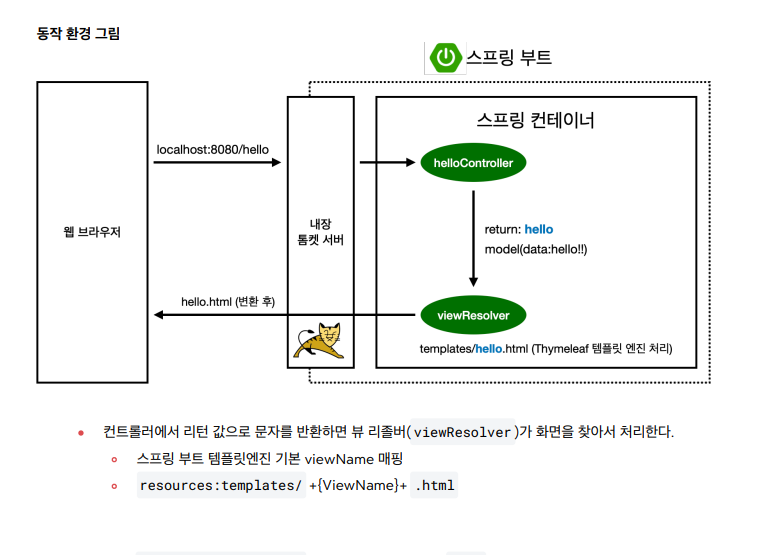 동작 환경 그림
스프링 부트
스프링 컨테이너
localhost:8080/hello
helloController
웹 브라우저
내장
톰켓 서버
return: hello
model(data:hello!!)
hello.html (변환 후)
viewResolver
templates/hello.html (Thymeleaf 템플릿 엔진 처리)
컨트롤러에서 리턴 값으로 문자를 반환하면 뷰 리졸버(viewResolver)가 화면을 찾아서 처리한다.
스프링 부트 템플릿엔진 기본 viewName 매핑
resources:templates/ +{ViewName}+ .html